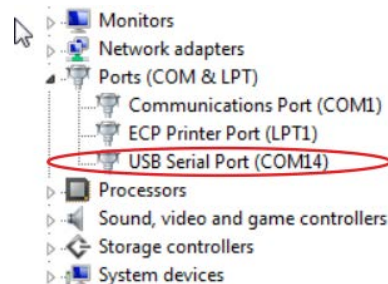 Monitors
Network adapters
Ports (COM & LPT)
Communications Port (COM1)
ECP Printer Port (LPT1)
USB Serial Port (COM14)
Processors
Sound, video and game controllers
Storage controllers
System devices